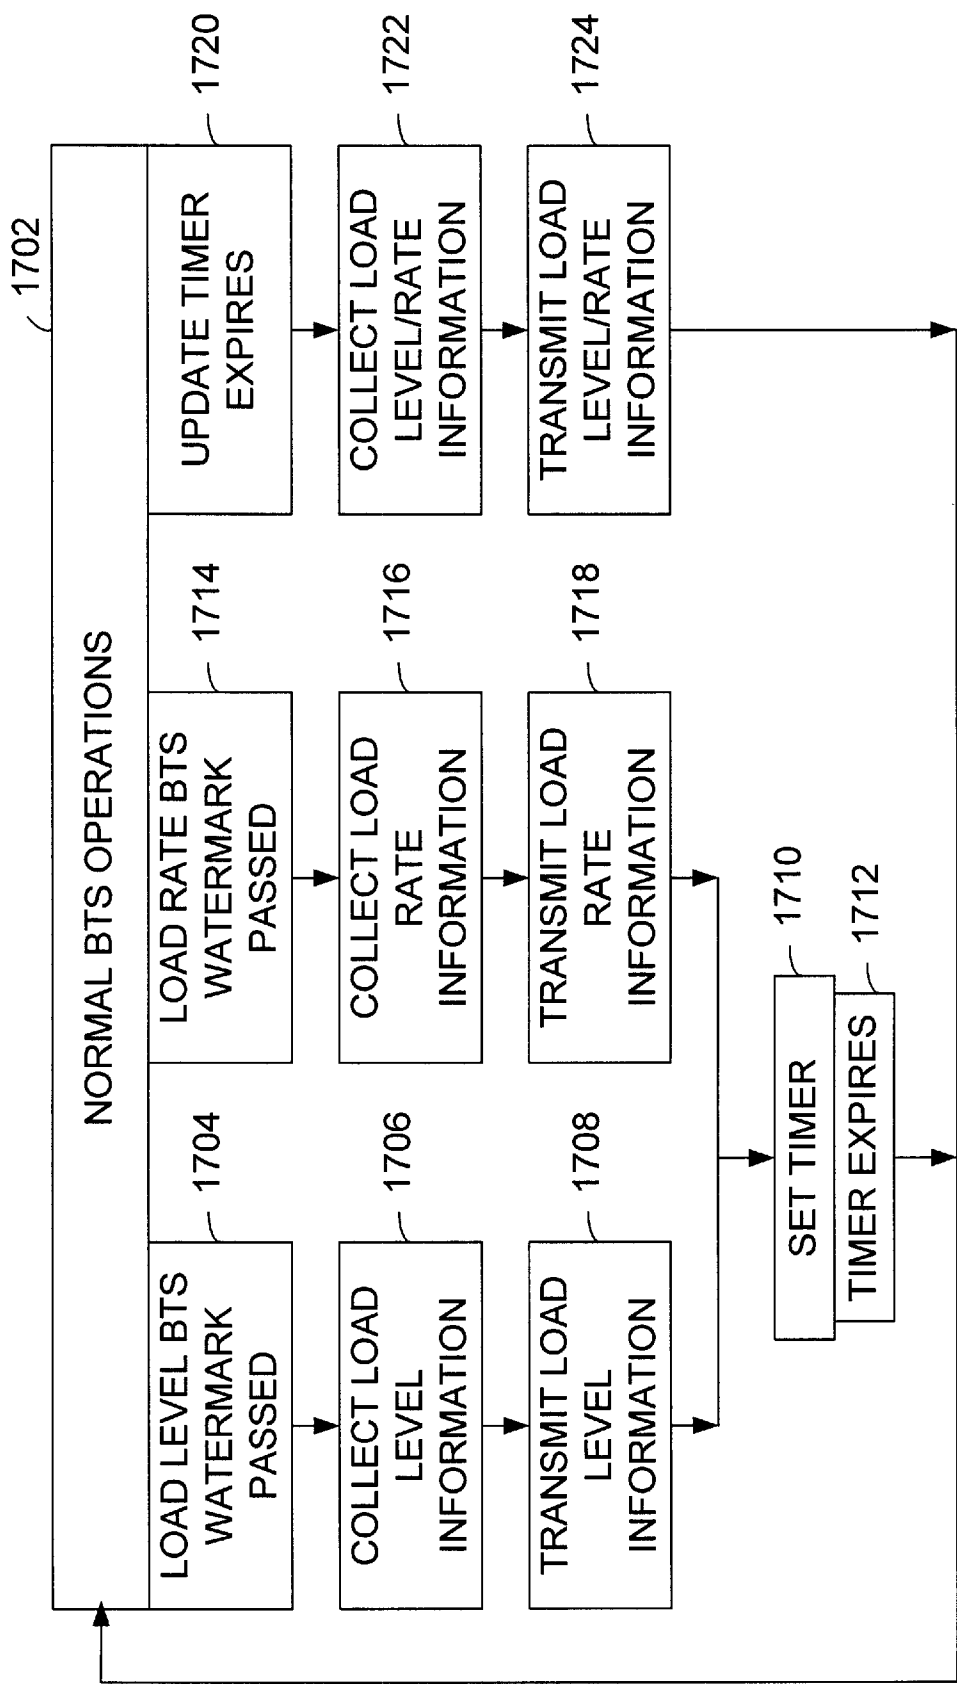 1702
NORMAL BTS OPERATIONS
LOAD LEVEL BTS
WATERMARK
PASSED
1704
COLLECT LOAD
LEVEL
INFORMATION
1706
TRANSMIT LOAD
LEVEL
INFORMATION
1708
LOAD RATE BTS
WATERMARK
PASSED
1714
COLLECT LOAD
RATE
INFORMATION
1716
TRANSMIT LOAD
RATE
INFORMATION
1718
SET TIMER
1710
TIMER EXPIRES
1712
UPDATE TIMER
EXPIRES
1720
COLLECT LOAD
LEVEL/RATE
INFORMATION
1722
TRANSMIT LOAD
LEVEL/RATE
INFORMATION
1724